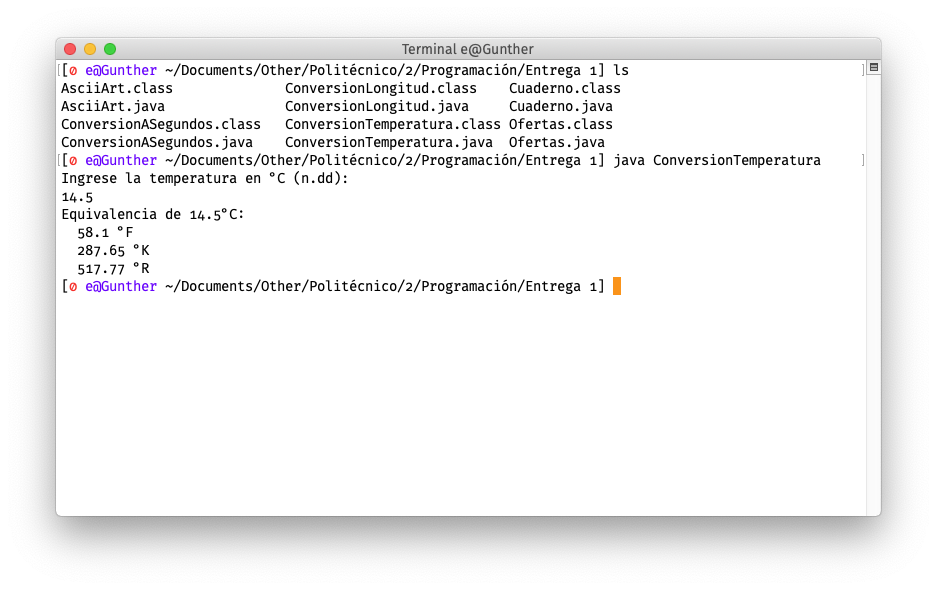 Terminal e@Gunther
[0 e@Gunther ~/Documents/Other/Politécnico/2/Programación/Entrega 1] ls
AsciiArt.class ConversionLongitud.class Cuaderno.class
AsciiArt.java ConversionLongitud.java Cuaderno.java
ConversionASegundos.class ConversionTemperatura.class Ofertas.class
ConversionASegundos.java ConversionTemperatura.java Ofertas.java
[0 e@Gunther ~/Documents/Other/Politécnico/2/Programación/Entrega 1] java ConversionTemperatura
Ingrese la temperatura en °C (n.dd):
14.5
Equivalencia de 14.5°C:
58.1 °F
287.65 °K
517.77 °R
[0 e@Gunther ~/Documents/Other/Politécnico/2/Programación/Entrega 1]